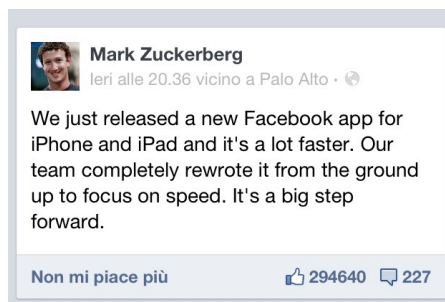 Mark Zuckerberg
Ieri alle 20.36 vicino a Palo Alto ·
We just released a new Facebook app for
iPhone and iPad and it's a lot faster. Our
team completely rewrote it from the ground
up to focus on speed. It's a big step
forward.
Non mi piace più 294640 227